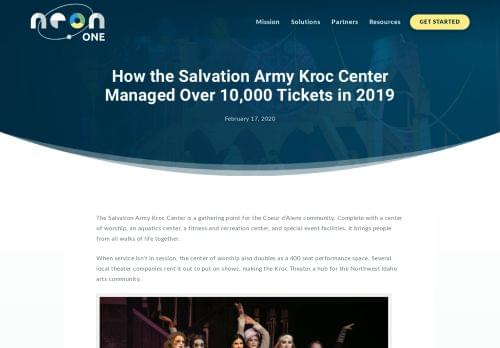 neon
ONE
Mission Solutions Partners Resources GET STARTED
How the Salvation Army Kroc Center
Managed Over 10,000 Tickets in 2019
February 17, 2020
The Salvation Army Kroc Center is a gathering point for the Coeur d'Alene community. Complete with a center
of worship, an aquatics center, a fitness and recreation center, and special event facilities, it brings people
from all walks of life together.
When service isn't in session, the center of worship also doubles as a 400 seat performance space. Several
local theater companies rent it out to put on shows, making the Kroc Theater, a hub for the Northwest Idaho
arts community.